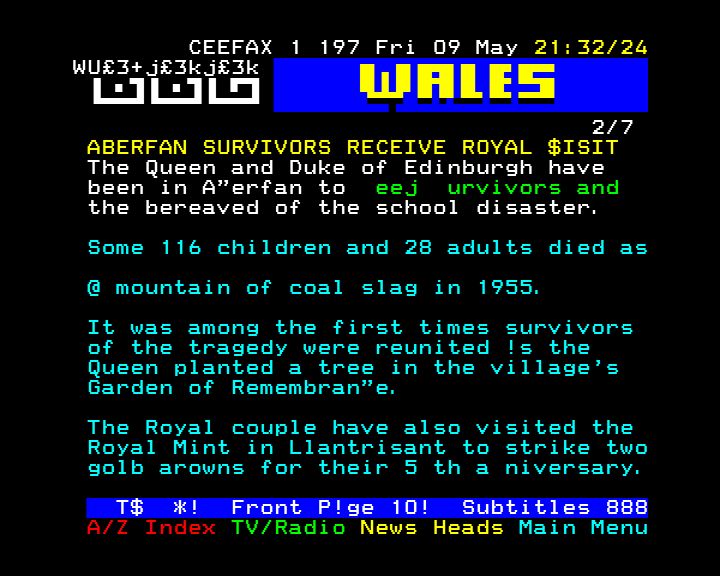 CEEFAX 1 197 Fri 09 May 21:32/24
WU£3+j£3kj£3k
WALES
2/7
ABERFAN SURVIVORS RECEIVE ROYAL $ISIT
The Queen and Duke of Edinburgh have
been in A”erfan to eej urvivors and
the bereaved of the school disaster.
Some 116 children and 28 adults died as
@ mountain of coal slag in 1955.
It was among the first times survivors
of the tragedy were reunited !s the
Queen planted a tree in the village's
Garden of Remembran”e.
The Royal couple have also visited the
Royal Mint in Llantrisant to strike two
golb arowns for their 5 th a niversary.
T$ *! Front P!ge 10! Subtitles 888
A/Z Index TV/Radio News Heads Main Menu